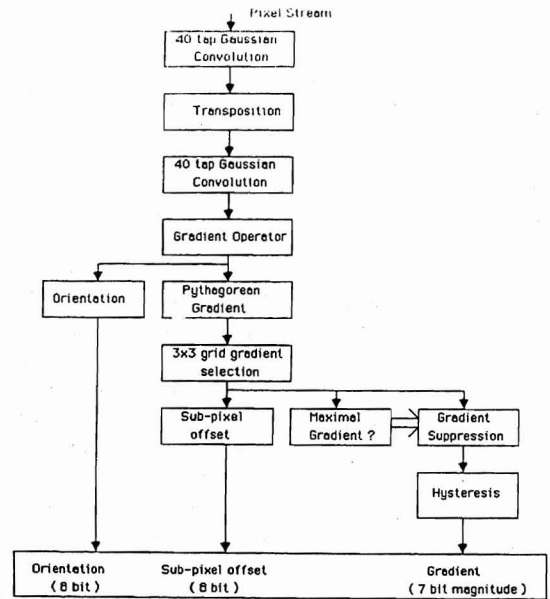 Pixel Stream
40 tap Gaussian
Convolution
Transposition
40 tap Gaussian
Convolution
Gradient Operator
Orientation
Pythagorean
Gradient
3x3 grid gradient
selection
Sub-pixel
offset
Maximal
Gradient ?
Gradient
Suppression
Hysteresis
Orientation
(8 bit)
Sub-pixel offset
(8 bit)
Gradient
(7 bit magnitude)